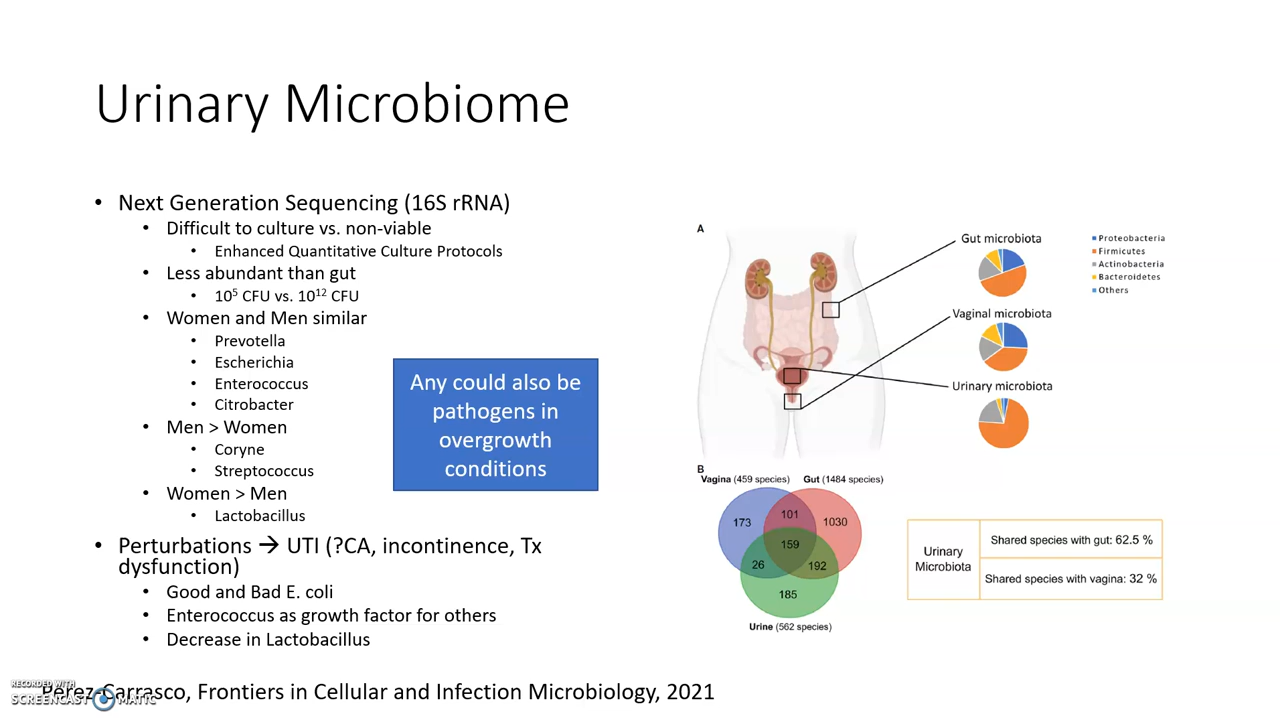 Urinary Microbiome
• Next Generation Sequencing (16S rRNA)
• Difficult to culture vs. non-viable
• Enhanced Quantitative Culture Protocols
• Less abundant than gut
• 10⁵ CFU vs. 10¹² CFU
• Women and Men similar
• Prevotella
• Escherichia
• Enterococcus
• Citrobacter
• Men > Women
• Coryne
• Streptococcus
• Women > Men
• Lactobacillus
• Perturbations → UTI (?CA, incontinence, Tx
dysfunction)
• Good and Bad E. coli
• Enterococcus as growth factor for others
• Decrease in Lactobacillus
Any could also be
pathogens in
overgrowth
conditions
A
Gut microbiota
Vaginal microbiota
Urinary microbiota
Proteobacteria
Firmicutes
Actinobacteria
Bacteroidetes
Others
B
Vagina (459 species)
Gut (1484 species)
173
101
1030
159
26
192
185
Urine (562 species)
Urinary
Microbiota
Shared species with gut: 62.5 %
Shared species with vagina: 32 %
Perez-Carrasco, Frontiers in Cellular and Infection Microbiology, 2021
RECORDED WITH
SCREENCAST MATIC